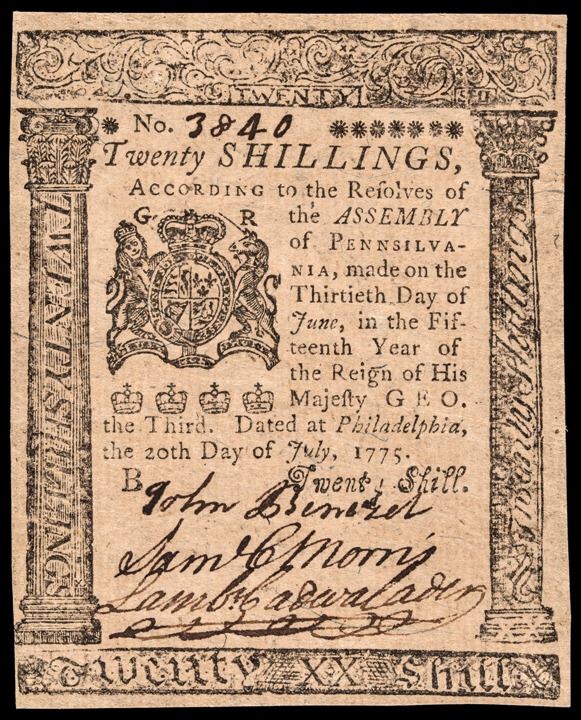 TWENTY
No. 3840
Twenty SHILLINGS,
ACCORDING to the Reſolves of
G R
the ASSEMBLY
of PENNSILVA-
NIA, made on the
Thirtieth Day of
June, in the Fif-
teenth Year of
the Reign of His
Majeſty GEO.
the Third. Dated at Philadelphia,
the 20th Day of July, 1775.
B Twenty Shill.
John Benezet
Saml C Morris
Lambt Cadwalader
TWENTY SHILLINGS
Twenty XX Shill